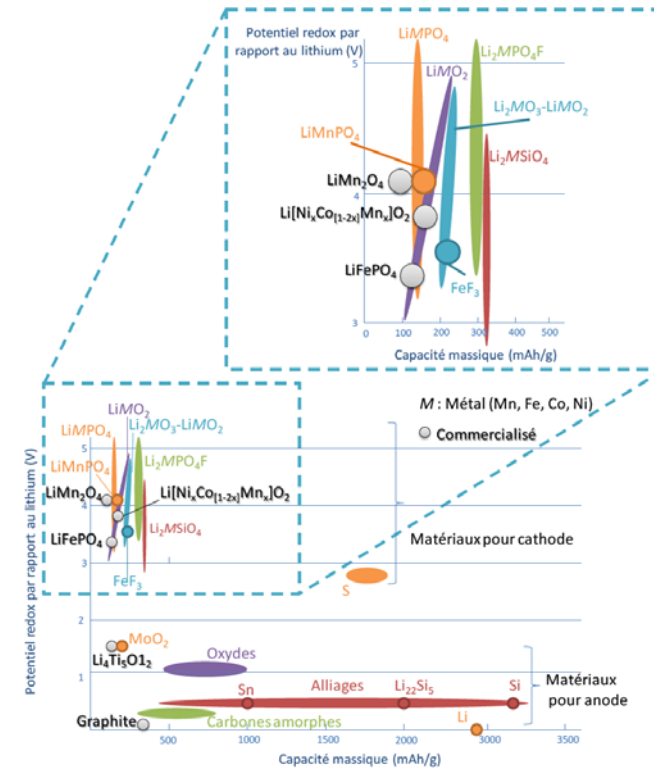 Potentiel redox par
rapport au lithium (V)
LiMPO4
Li2MPO4F
5
LiMO2
Li2MO3-LiMO2
LiMnPO4
Li2MSiO4
LiMn2O4
4
Li[NixCo[1-2x]Mnx]O2
LiFePO4
FeF3
3
0 100 200 300 400 500
Capacité massique (mAh/g)
M : Métal (Mn, Fe, Co, Ni)
Commercialisé
LiMO2
Li2MO3-LiMO2
LiMPO4
5
LiMnPO4
Li2MPO4F
LiMn2O4
Li[NixCo[1-2x]Mnx]O2
4
Li2MSiO4
LiFePO4
Matériaux pour cathode
3
FeF3
S
2
MoO2
Li4Ti5O12
Oxydes
1
Matériaux
pour anode
Sn
Alliages
Li22Si5
Si
Graphite
Carbones amorphes
Li
500 1000 1500 2000 3000 3500
Capacité massique (mAh/g)
Potentiel redox par rapport au lithium (V)